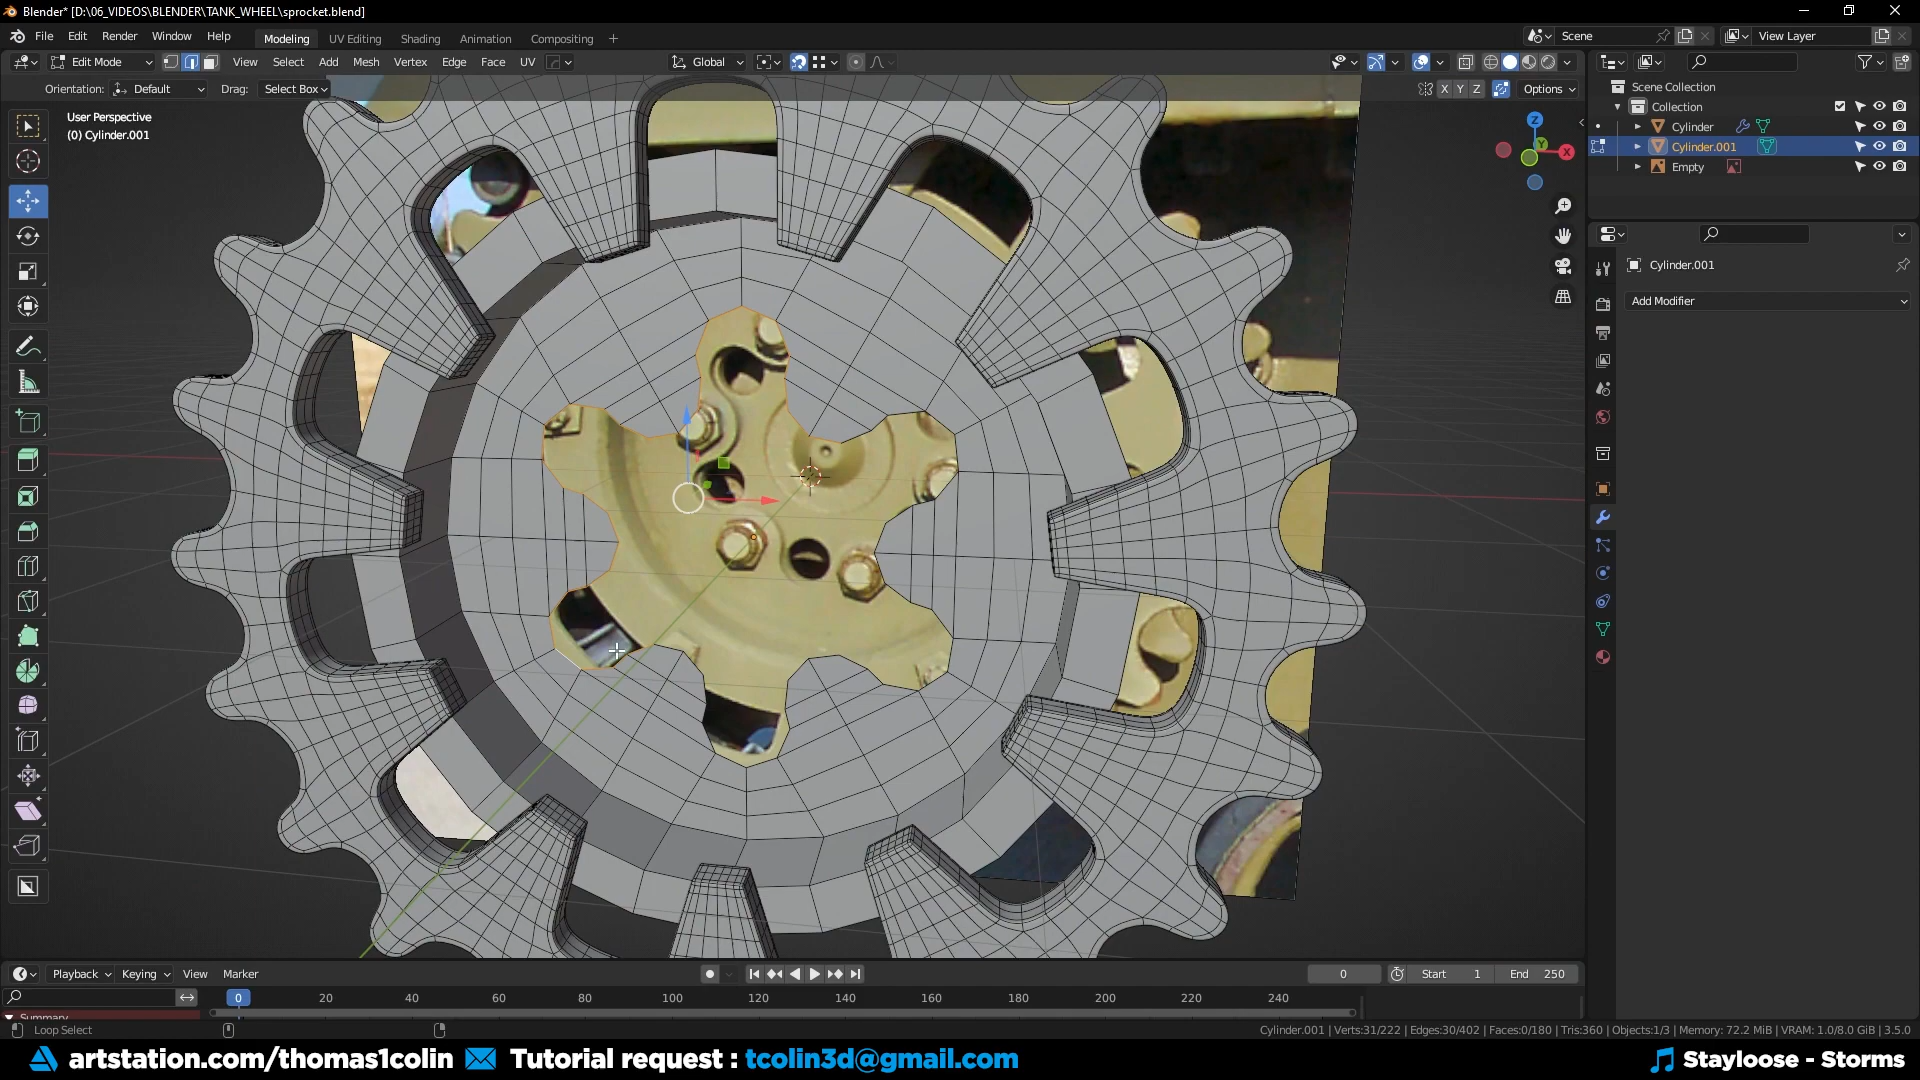 Blender* [D:\06_VIDEOS\BLENDER\TANK_WHEEL\sprocket.blend]
File Edit Render Window Help Modeling UV Editing Shading Animation Compositing + Scene View Layer
Edit Mode View Select Add Mesh Vertex Edge Face UV Global
Orientation: Default Drag: Select Box X Y Z Options
User Perspective
(0) Cylinder.001
Z
Y
X
Scene Collection
Collection
Cylinder
Cylinder.001
Empty
Cylinder.001
Add Modifier
Playback Keying View Marker 0 Start 1 End 250
0 20 40 60 80 100 120 140 160 180 200 220 240
Summary
Loop Select Cylinder.001 | Verts:31/222 | Edges:30/402 | Faces:0/180 | Tris:360 | Objects:1/3 | Memory: 72.2 MiB | VRAM: 1.0/8.0 GiB | 3.5.0
artstation.com/thomas1colin Tutorial request : tcolin3d@gmail.com Stayloose - Storms